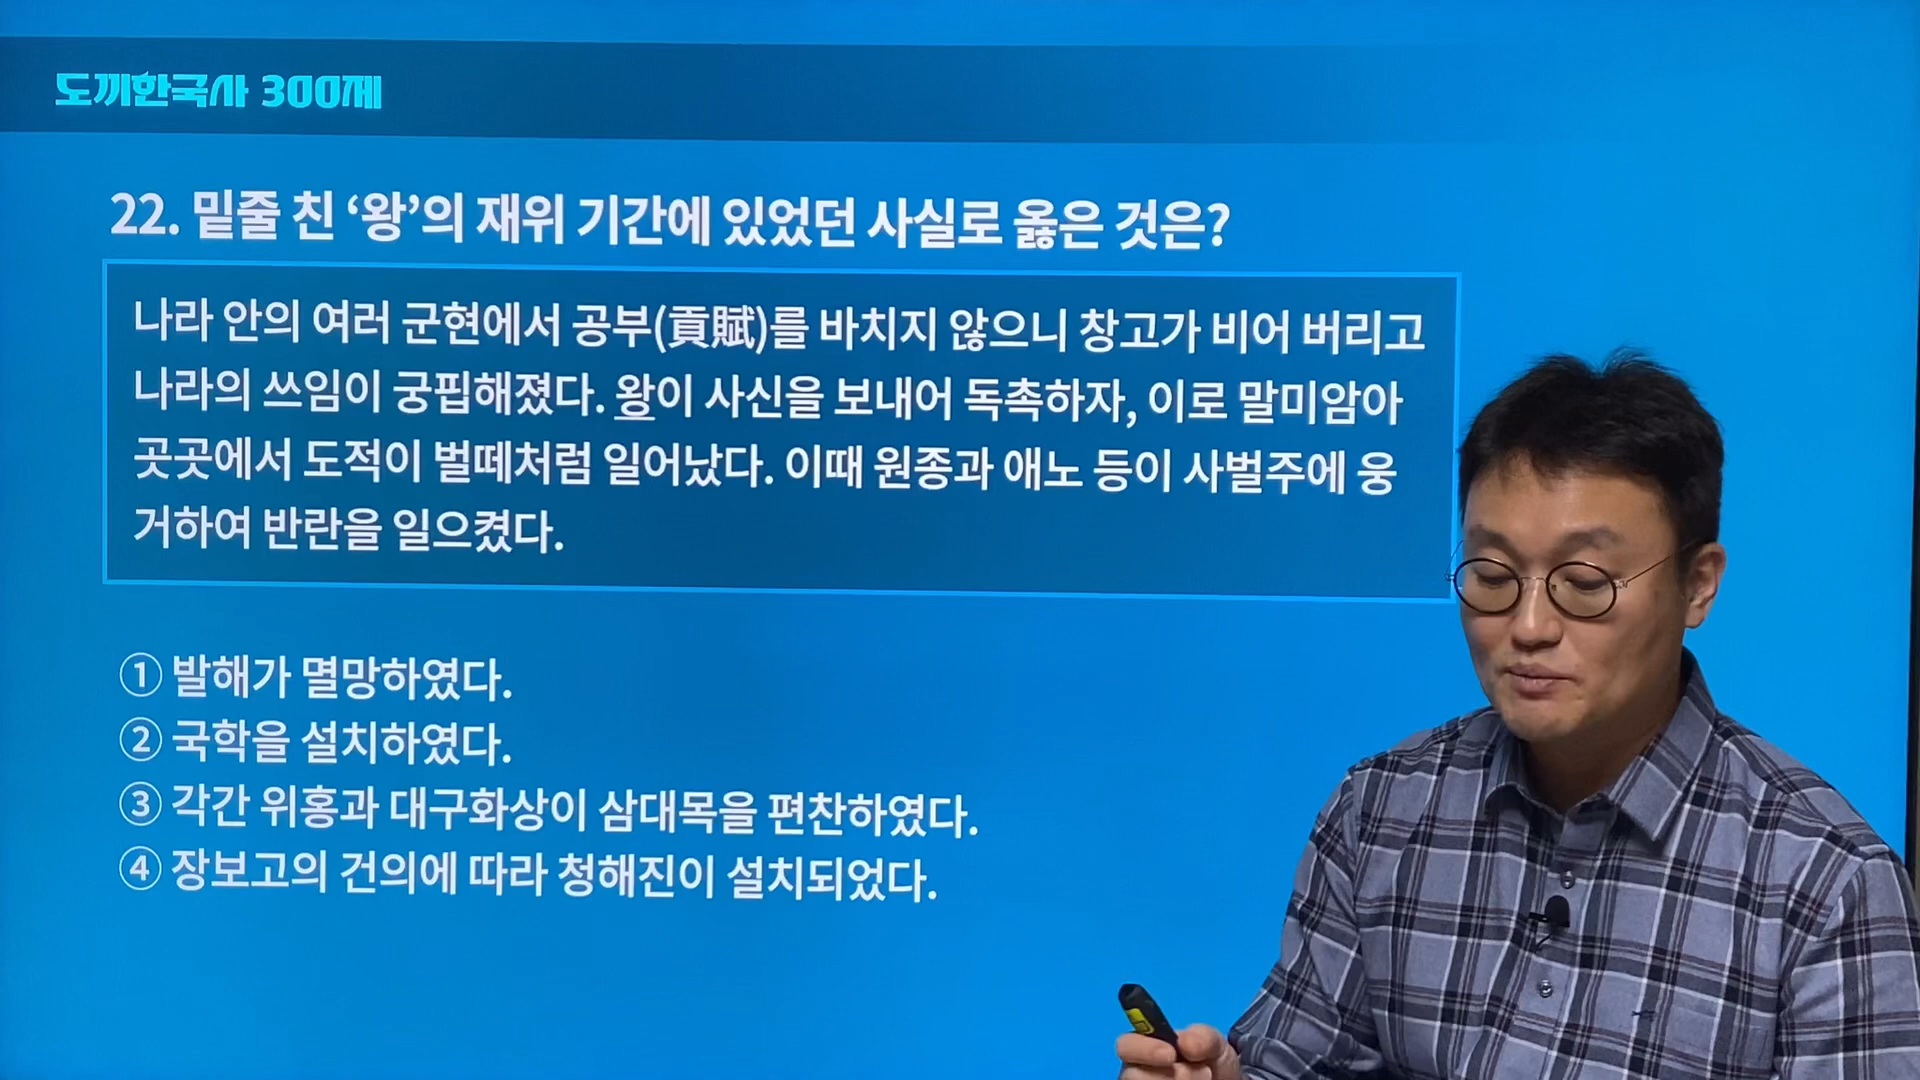 도끼한국사 300제
22. 밑줄 친 ‘왕’의 재위 기간에 있었던 사실로 옳은 것은?
나라 안의 여러 군현에서 공부(貢賦)를 바치지 않으니 창고가 비어 버리고
나라의 쓰임이 궁핍해졌다. 왕이 사신을 보내어 독촉하자, 이로 말미암아
곳곳에서 도적이 벌떼처럼 일어났다. 이때 원종과 애노 등이 사벌주에 웅
거하여 반란을 일으켰다.
① 발해가 멸망하였다.
② 국학을 설치하였다.
③ 각간 위홍과 대구화상이 삼대목을 편찬하였다.
④ 장보고의 건의에 따라 청해진이 설치되었다.